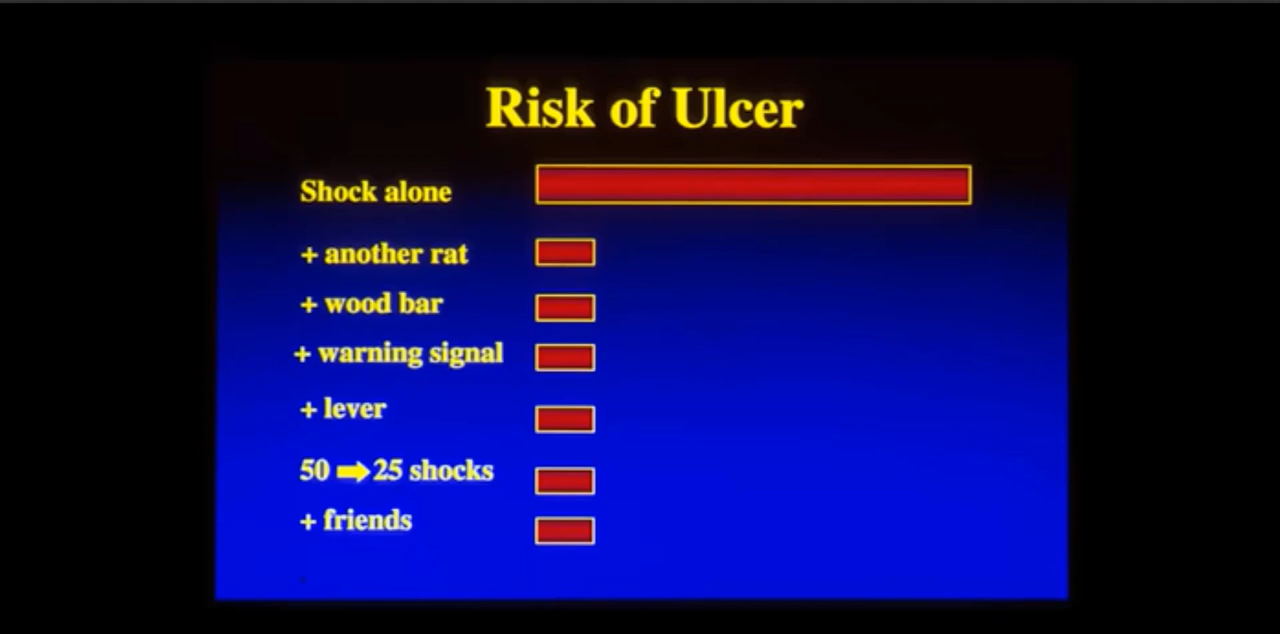 Risk of Ulcer
Shock alone
+ another rat
+ wood bar
+ warning signal
+ lever
50 ➡ 25 shocks
+ friends